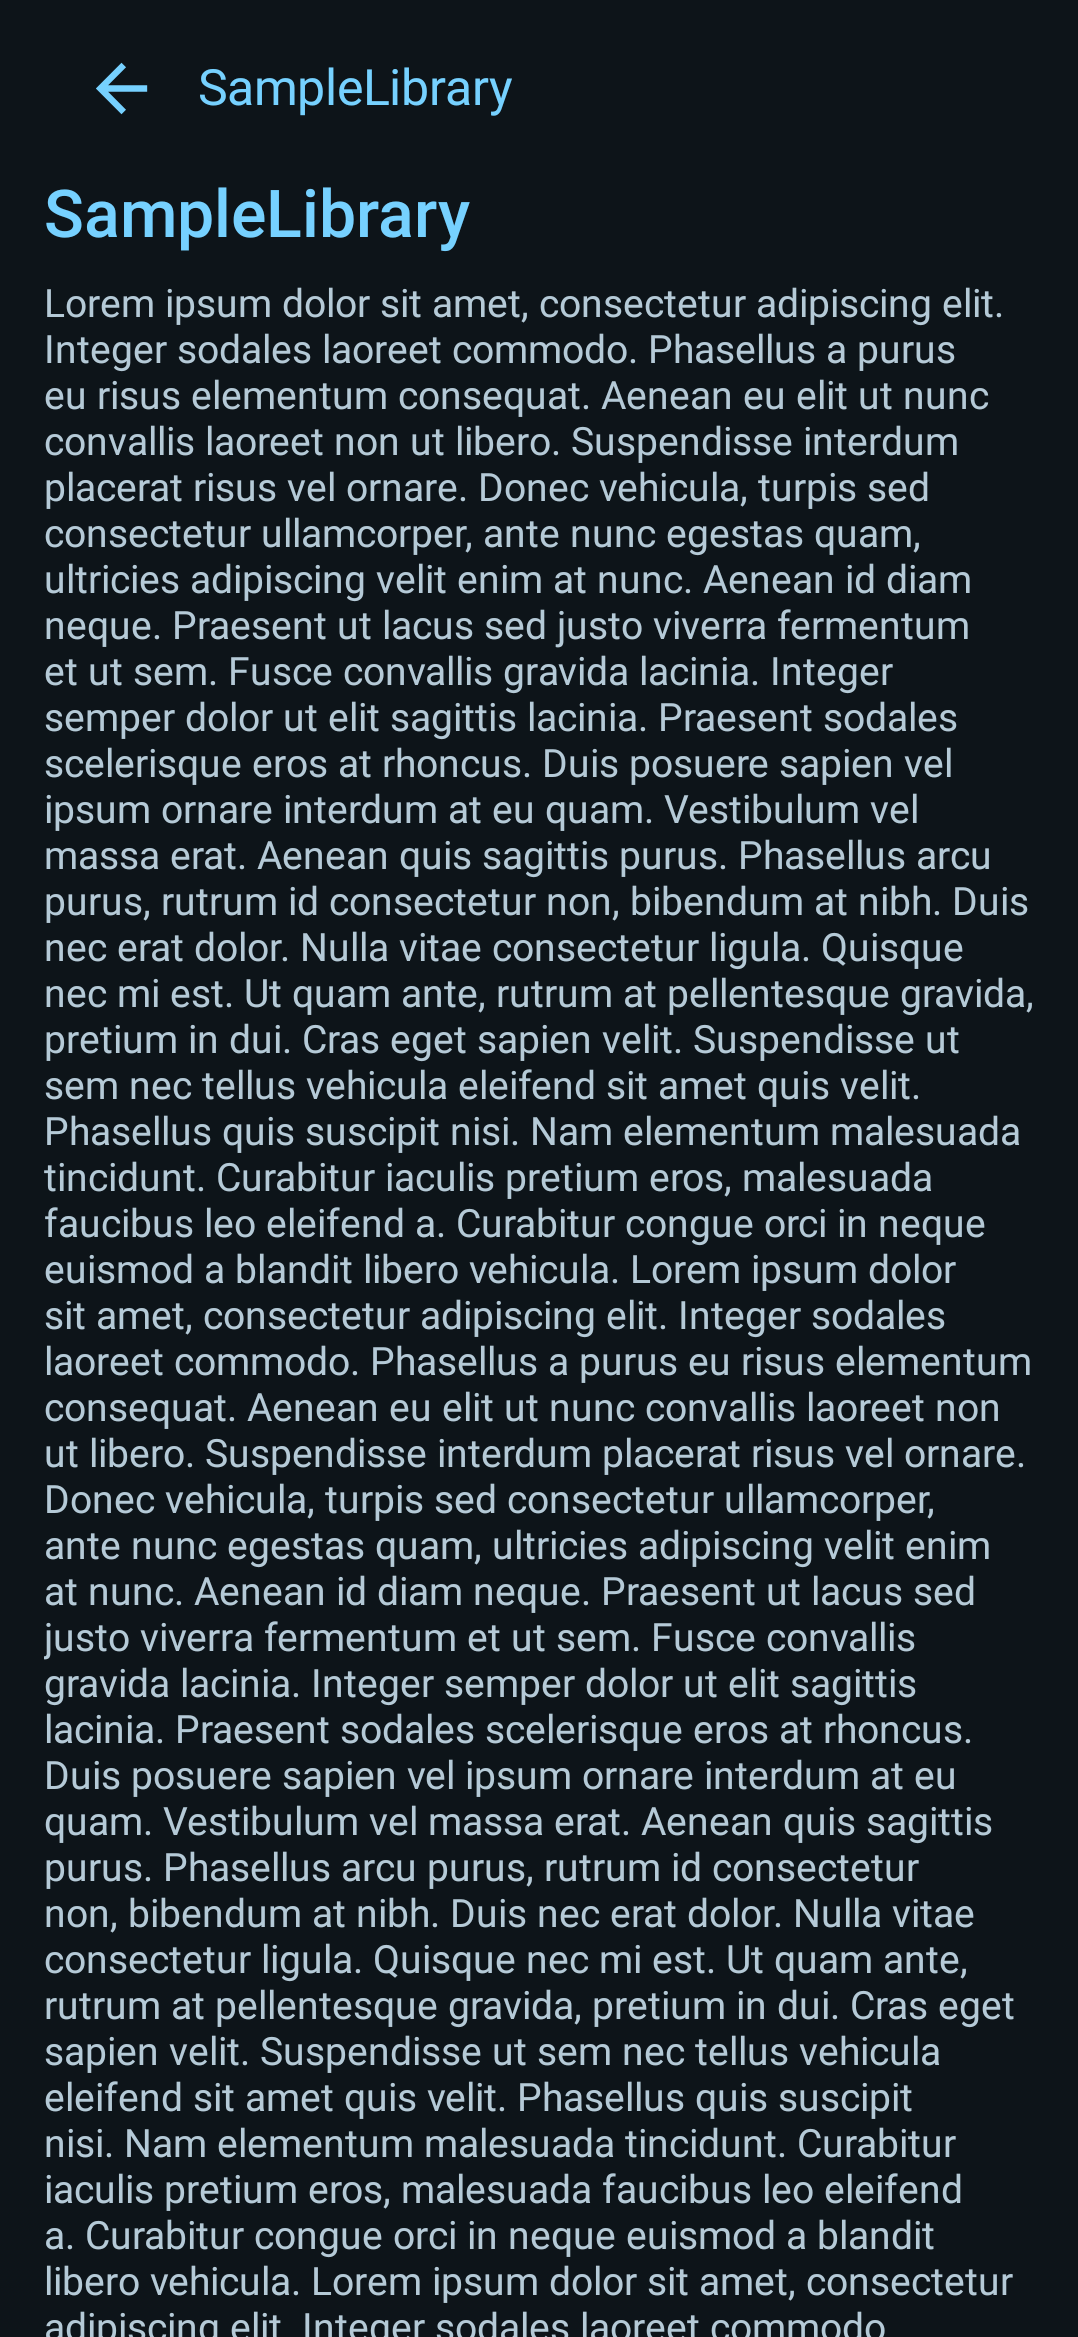 SampleLibrary
SampleLibrary
Lorem ipsum dolor sit amet, consectetur adipiscing elit.
Integer sodales laoreet commodo. Phasellus a purus
eu risus elementum consequat. Aenean eu elit ut nunc
convallis laoreet non ut libero. Suspendisse interdum
placerat risus vel ornare. Donec vehicula, turpis sed
consectetur ullamcorper, ante nunc egestas quam,
ultricies adipiscing velit enim at nunc. Aenean id diam
neque. Praesent ut lacus sed justo viverra fermentum
et ut sem. Fusce convallis gravida lacinia. Integer
semper dolor ut elit sagittis lacinia. Praesent sodales
scelerisque eros at rhoncus. Duis posuere sapien vel
ipsum ornare interdum at eu quam. Vestibulum vel
massa erat. Aenean quis sagittis purus. Phasellus arcu
purus, rutrum id consectetur non, bibendum at nibh. Duis
nec erat dolor. Nulla vitae consectetur ligula. Quisque
nec mi est. Ut quam ante, rutrum at pellentesque gravida,
pretium in dui. Cras eget sapien velit. Suspendisse ut
sem nec tellus vehicula eleifend sit amet quis velit.
Phasellus quis suscipit nisi. Nam elementum malesuada
tincidunt. Curabitur iaculis pretium eros, malesuada
faucibus leo eleifend a. Curabitur congue orci in neque
euismod a blandit libero vehicula. Lorem ipsum dolor
sit amet, consectetur adipiscing elit. Integer sodales
laoreet commodo. Phasellus a purus eu risus elementum
consequat. Aenean eu elit ut nunc convallis laoreet non
ut libero. Suspendisse interdum placerat risus vel ornare.
Donec vehicula, turpis sed consectetur ullamcorper,
ante nunc egestas quam, ultricies adipiscing velit enim
at nunc. Aenean id diam neque. Praesent ut lacus sed
justo viverra fermentum et ut sem. Fusce convallis
gravida lacinia. Integer semper dolor ut elit sagittis
lacinia. Praesent sodales scelerisque eros at rhoncus.
Duis posuere sapien vel ipsum ornare interdum at eu
quam. Vestibulum vel massa erat. Aenean quis sagittis
purus. Phasellus arcu purus, rutrum id consectetur
non, bibendum at nibh. Duis nec erat dolor. Nulla vitae
consectetur ligula. Quisque nec mi est. Ut quam ante,
rutrum at pellentesque gravida, pretium in dui. Cras eget
sapien velit. Suspendisse ut sem nec tellus vehicula
eleifend sit amet quis velit. Phasellus quis suscipit
nisi. Nam elementum malesuada tincidunt. Curabitur
iaculis pretium eros, malesuada faucibus leo eleifend
a. Curabitur congue orci in neque euismod a blandit
libero vehicula. Lorem ipsum dolor sit amet, consectetur
adipiscing elit. Integer sodales laoreet commodo.